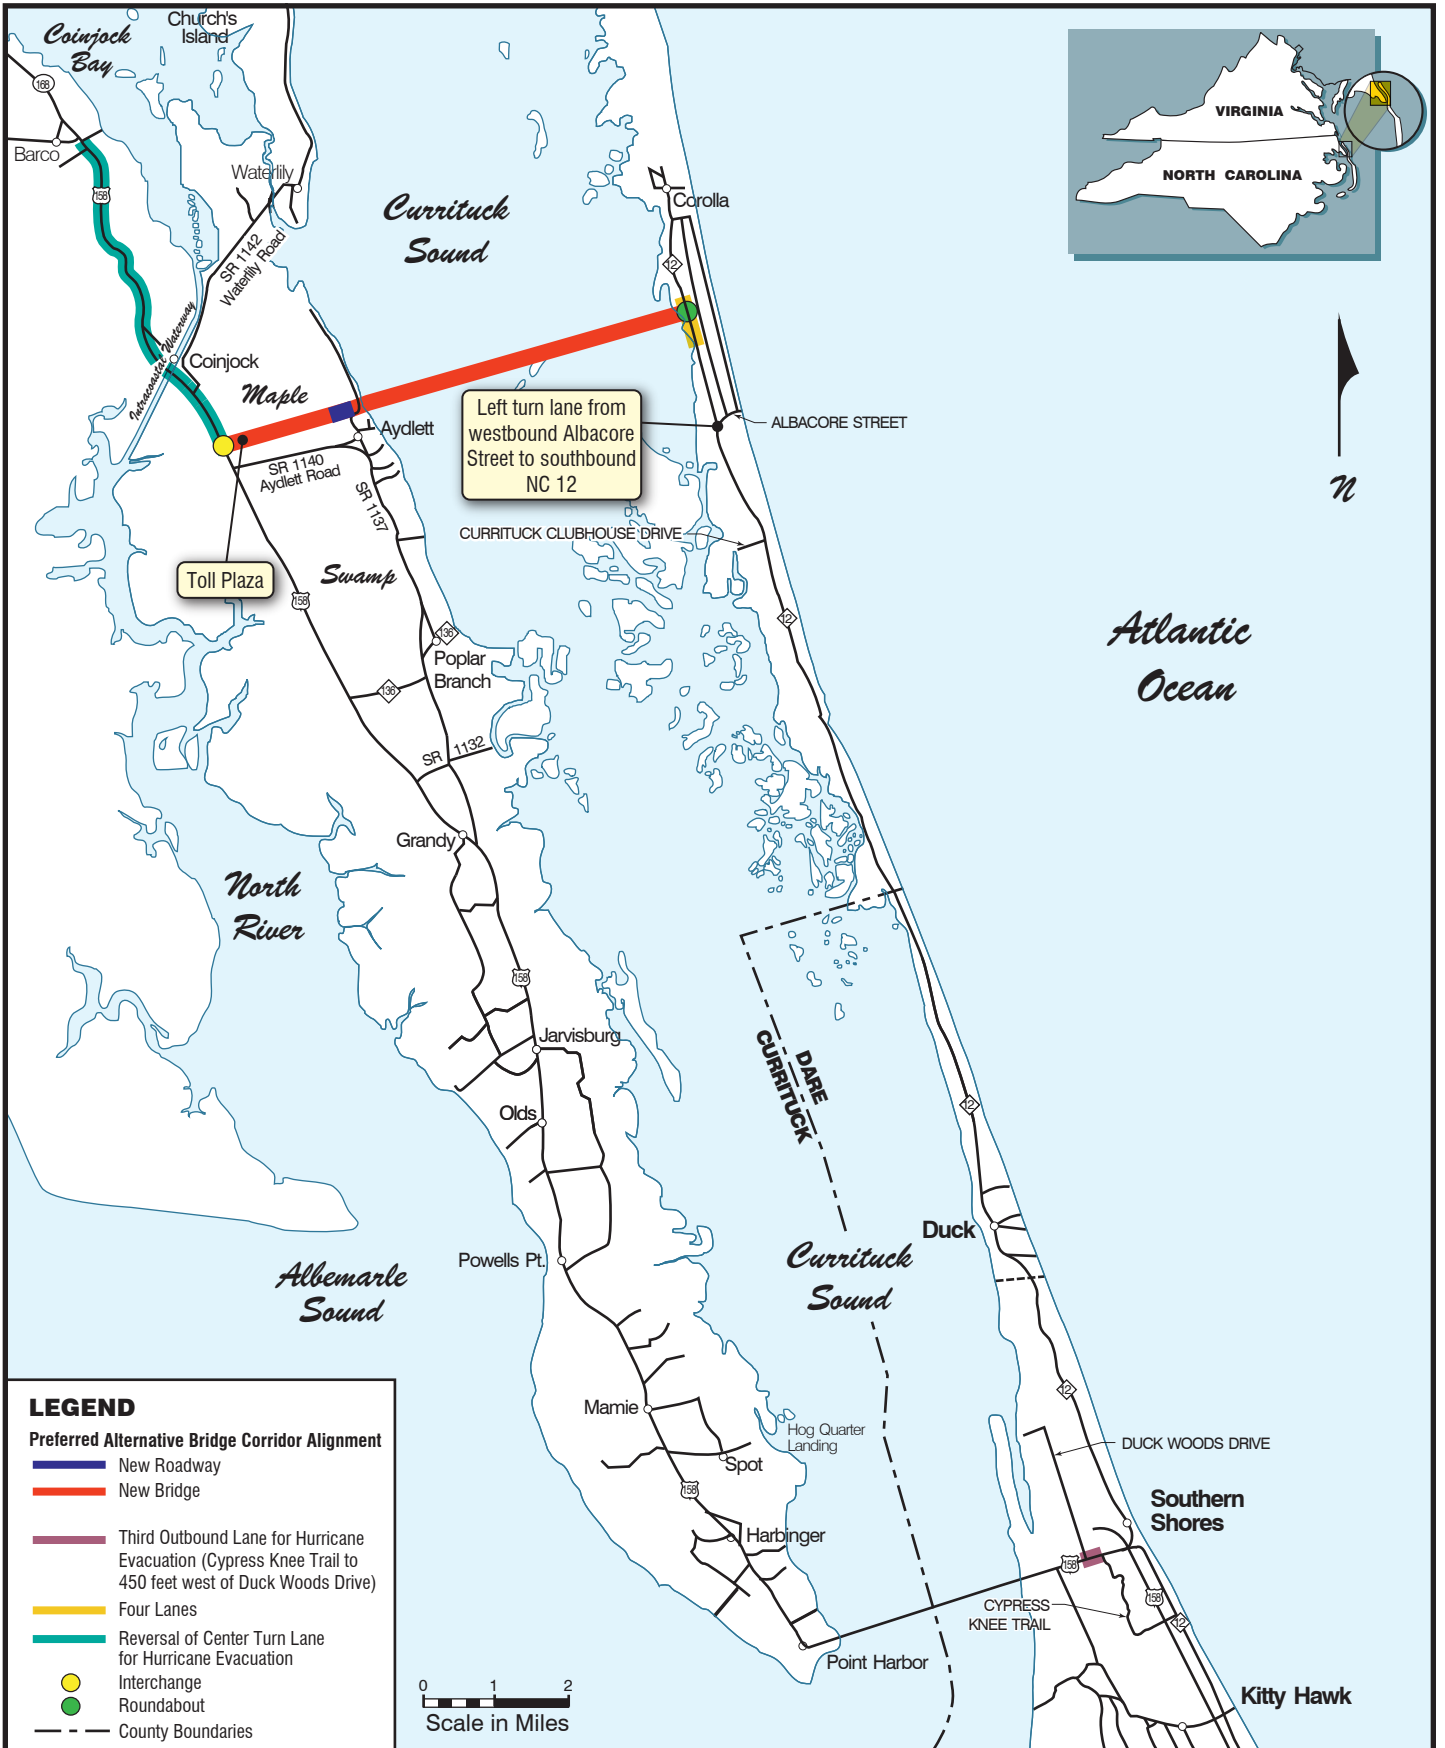 Coinjock
Bay
Church's
Island
168
Barco
158
Waterlily
SR 1142
Waterlily Road
Intracoastal Waterway
Coinjock
Maple
Currituck
Sound
Corolla
12
VIRGINIA
NORTH CAROLINA
N
Aydlett
SR 1140
Aydlett Road
SR 1137
Left turn lane from
westbound Albacore
Street to southbound
NC 12
ALBACORE STREET
CURRITUCK CLUBHOUSE DRIVE
Toll Plaza
Swamp
158
12
136
Poplar
Branch
136
SR 1132
Atlantic
Ocean
Grandy
North
River
158
Jarvisburg
DARE
CURRITUCK
12
Olds
Duck
Powells Pt.
Albemarle
Sound
Currituck
Sound
12
Mamie
Hog Quarter
Landing
Spot
158
Harbinger
DUCK WOODS DRIVE
Southern
Shores
158
158
12
CYPRESS
KNEE TRAIL
Point Harbor
Kitty Hawk
LEGEND
Preferred Alternative Bridge Corridor Alignment
New Roadway
New Bridge
Third Outbound Lane for Hurricane
Evacuation (Cypress Knee Trail to
450 feet west of Duck Woods Drive)
Four Lanes
Reversal of Center Turn Lane
for Hurricane Evacuation
Interchange
Roundabout
County Boundaries
0 1 2
Scale in Miles